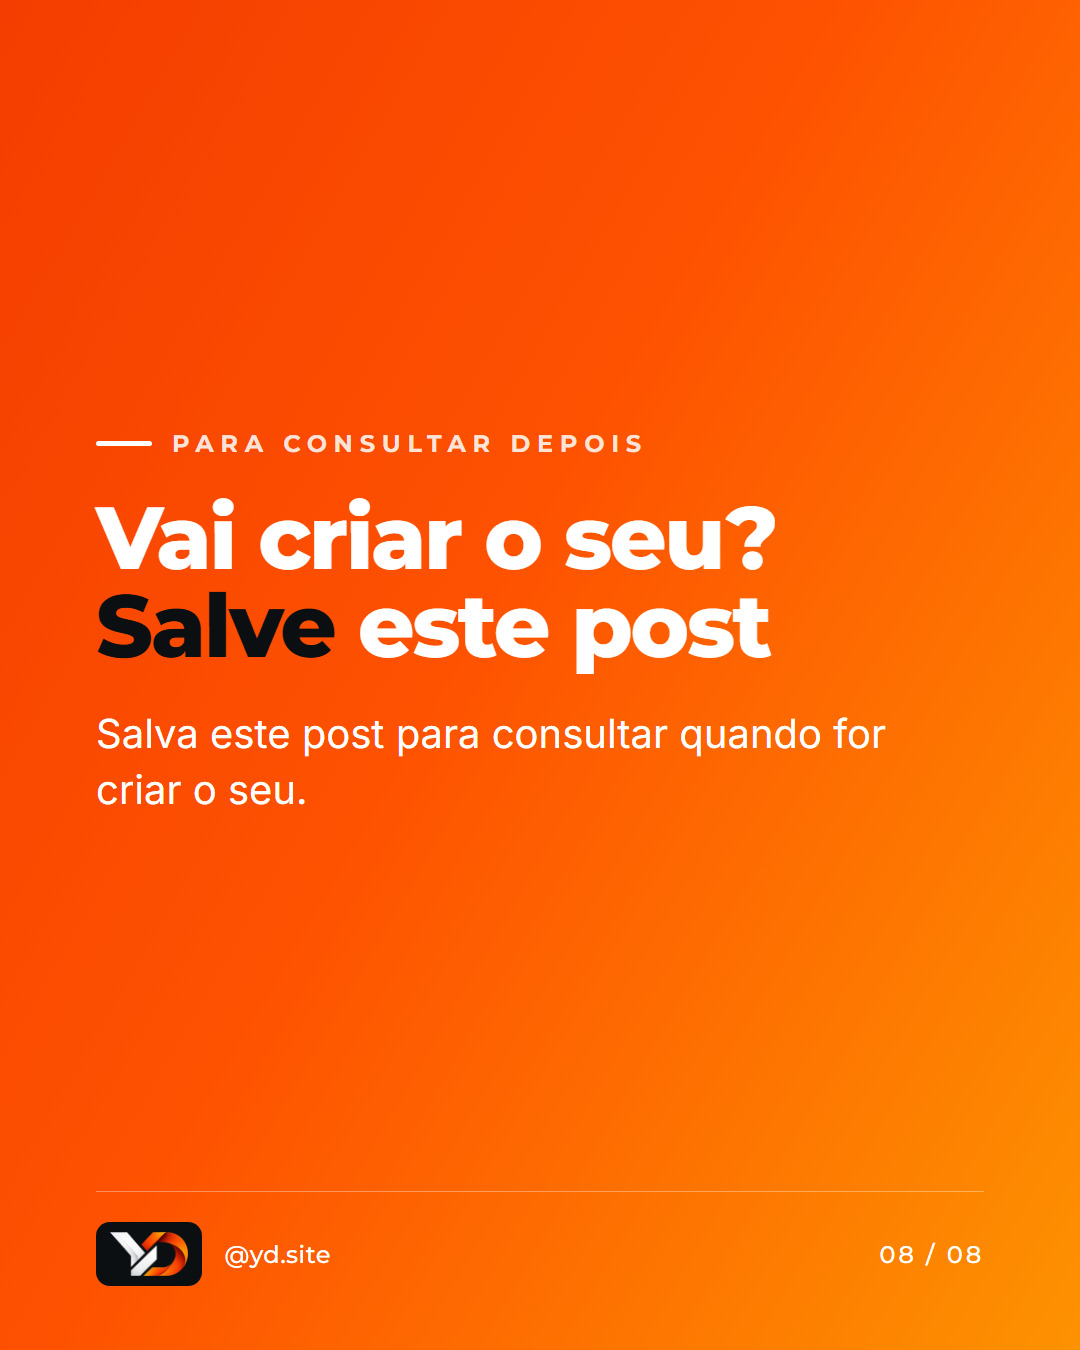 PARA CONSULTAR DEPOIS
Vai criar o seu?
Salve este post
Salva este post para consultar quando for
criar o seu.
YD @yd.site 08 / 08